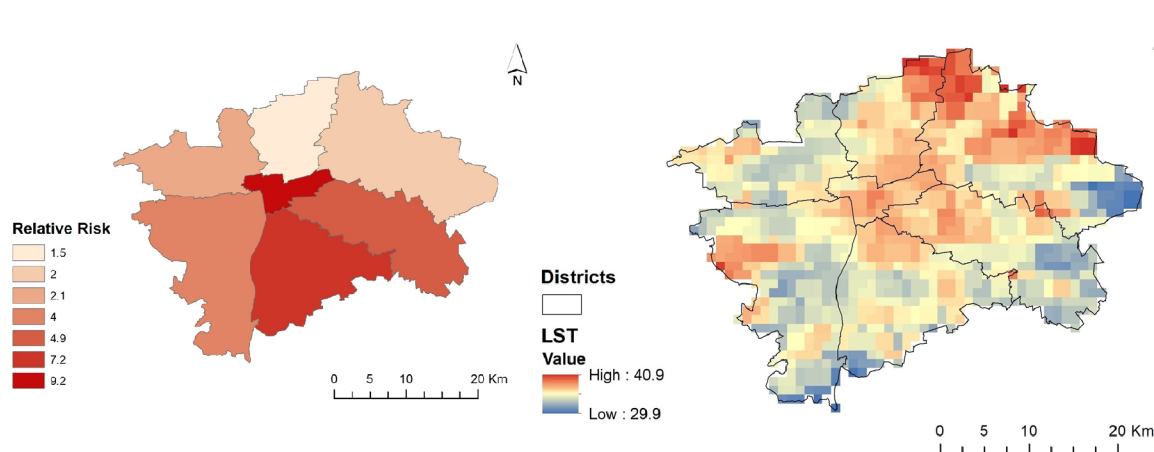 N
Relative Risk
1.5
2
2.1
4
4.9
7.2
9.2
0 5 10 20 Km
Districts
LST
Value
High : 40.9
Low : 29.9
0 5 10 20 Km